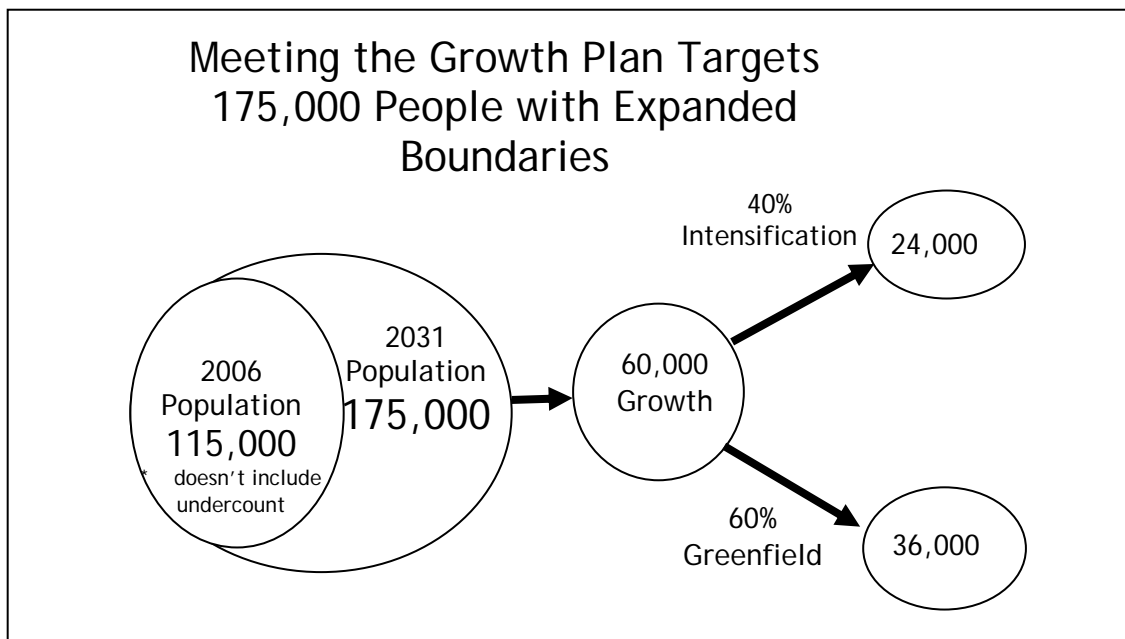 Meeting the Growth Plan Targets
175,000 People with Expanded
Boundaries
2006
Population
115,000
* doesn't include
undercount
2031
Population
175,000
60,000
Growth
40%
Intensification
24,000
60%
Greenfield
36,000